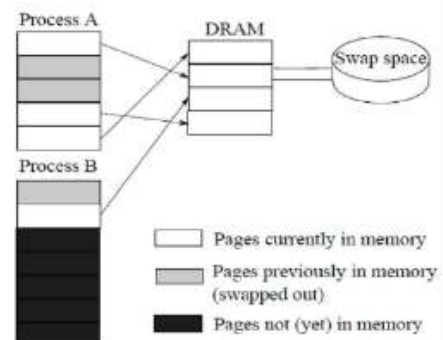 Process A
DRAM
Swap space
Process B
Pages currently in memory
Pages previously in memory
(swapped out)
Pages not (yet) in memory